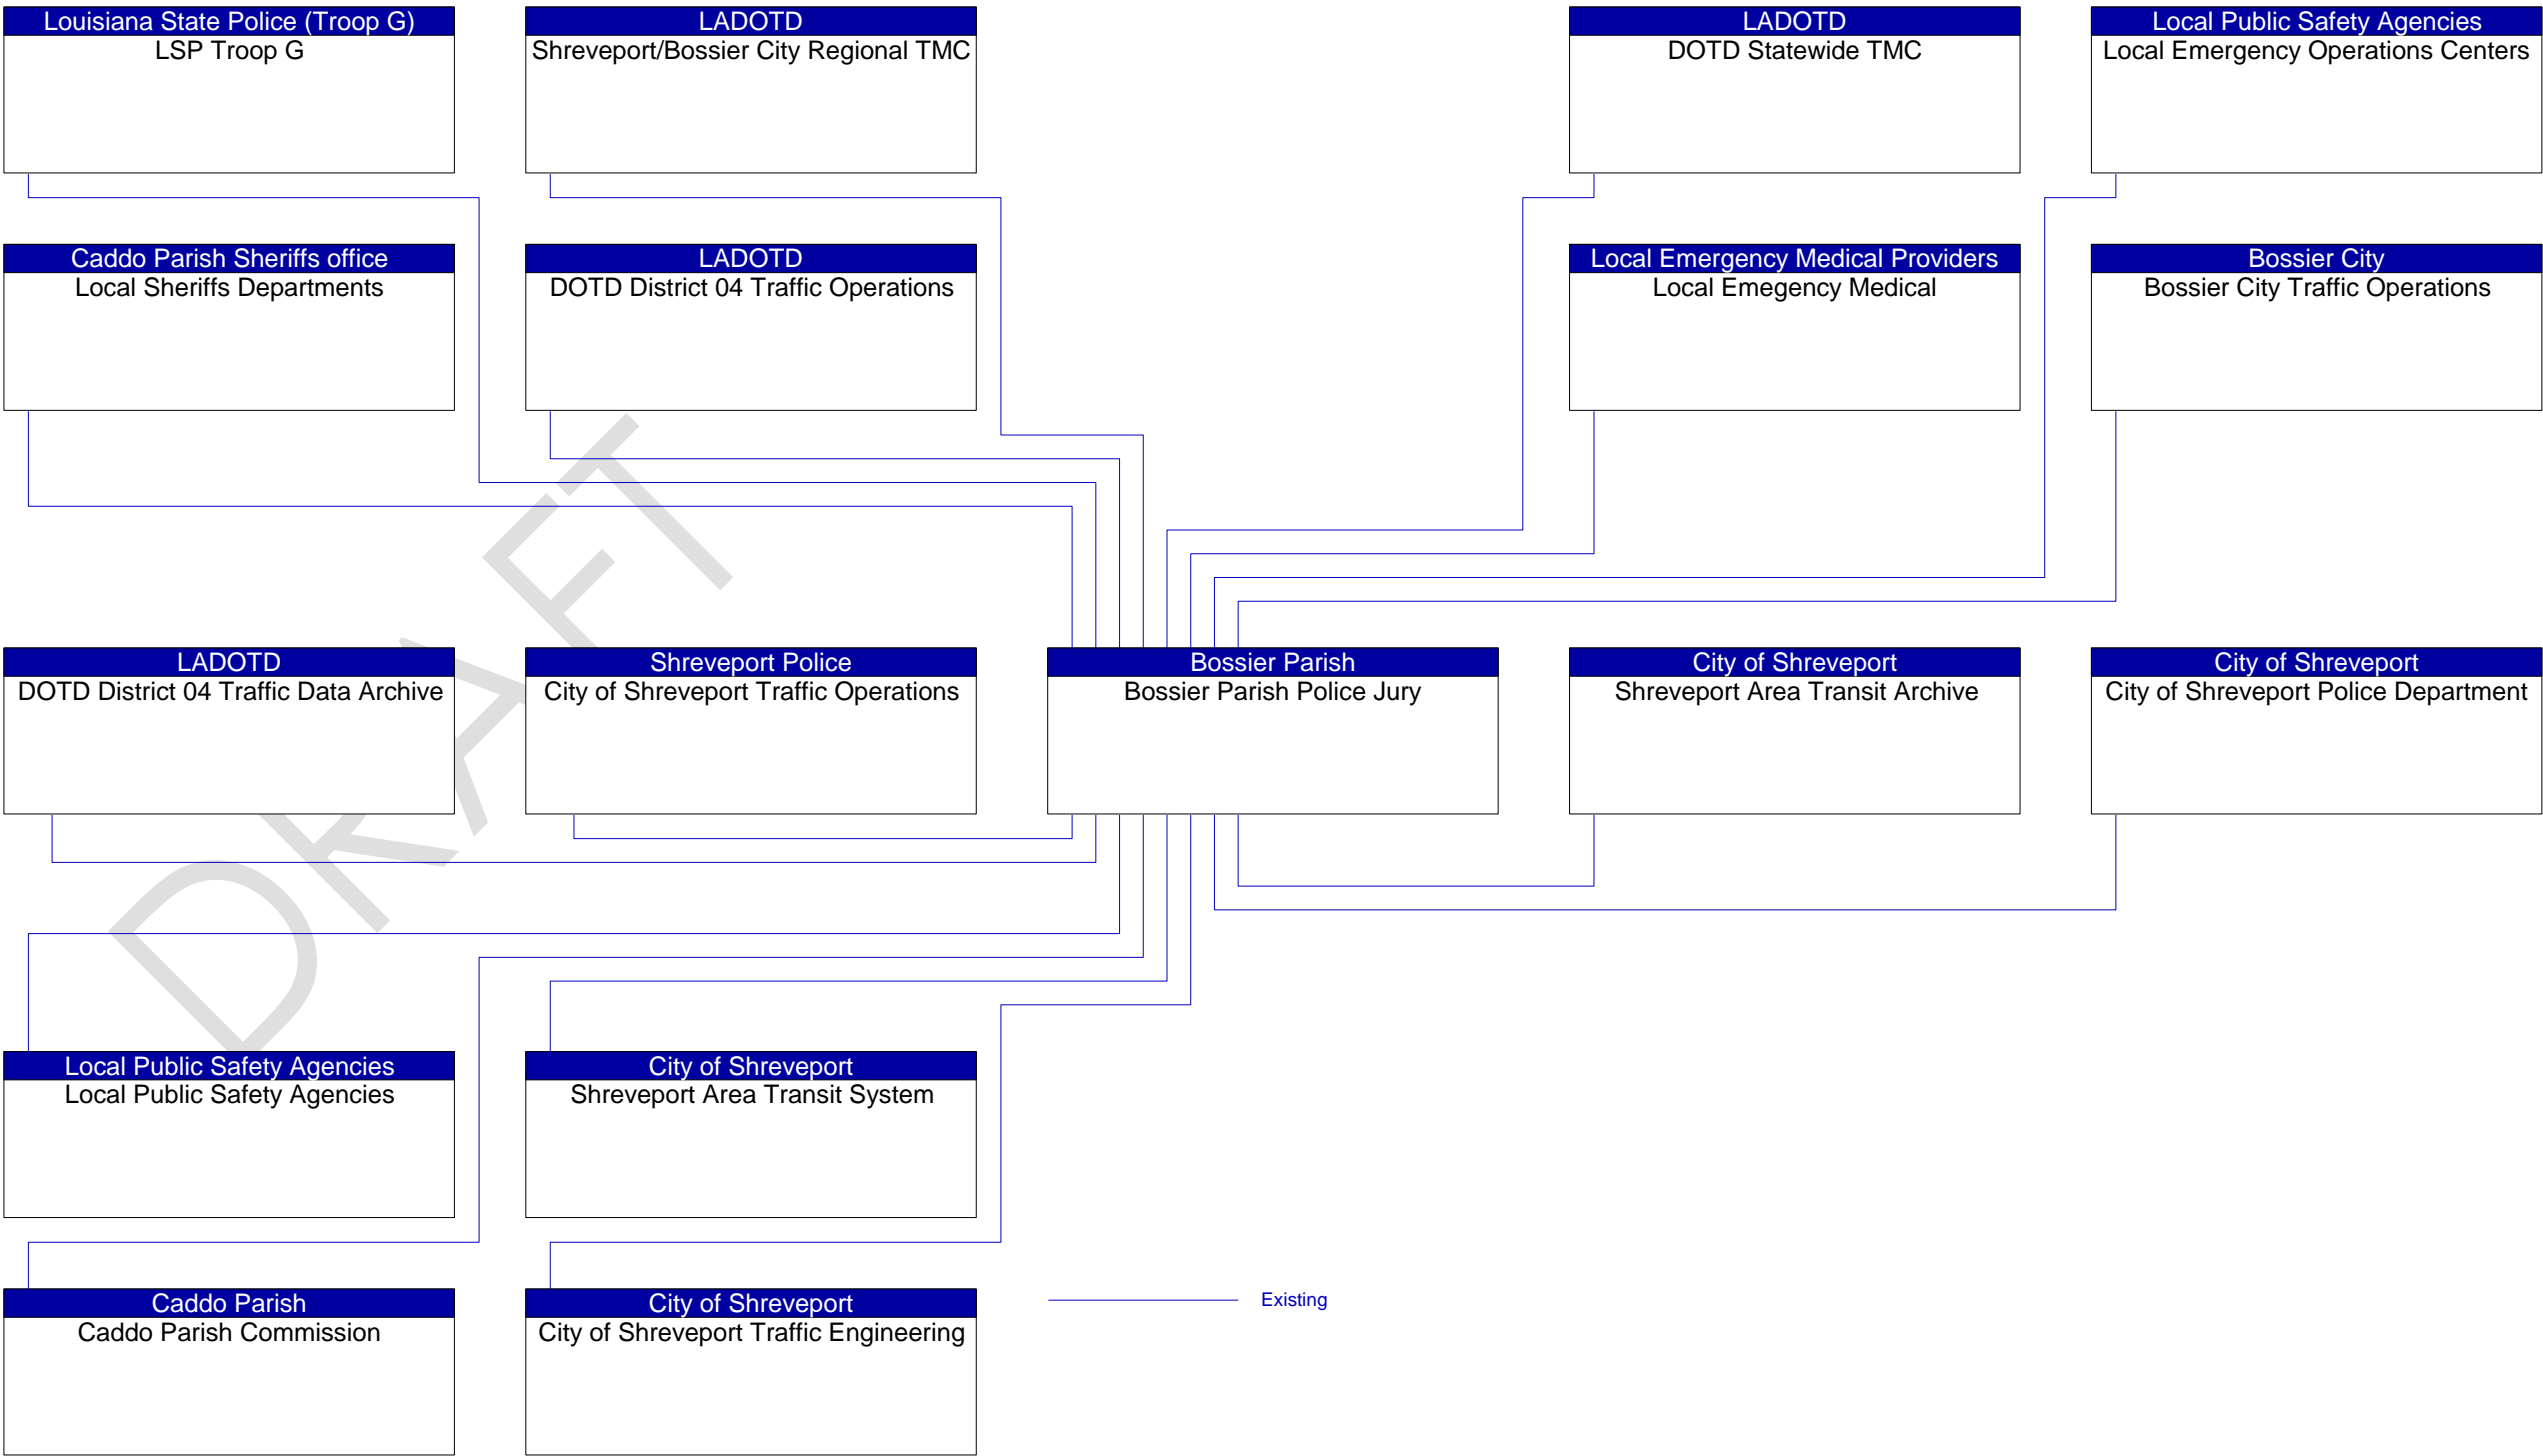 Louisiana State Police (Troop G)
LSP Troop G
LADOTD
Shreveport/Bossier City Regional TMC
LADOTD
DOTD Statewide TMC
Local Public Safety Agencies
Local Emergency Operations Centers
Caddo Parish Sheriffs office
Local Sheriffs Departments
LADOTD
DOTD District 04 Traffic Operations
Local Emergency Medical Providers
Local Emegency Medical
Bossier City
Bossier City Traffic Operations
LADOTD
DOTD District 04 Traffic Data Archive
Shreveport Police
City of Shreveport Traffic Operations
Bossier Parish
Bossier Parish Police Jury
City of Shreveport
Shreveport Area Transit Archive
City of Shreveport
City of Shreveport Police Department
DRAFT
Local Public Safety Agencies
Local Public Safety Agencies
City of Shreveport
Shreveport Area Transit System
Caddo Parish
Caddo Parish Commission
City of Shreveport
City of Shreveport Traffic Engineering
Existing